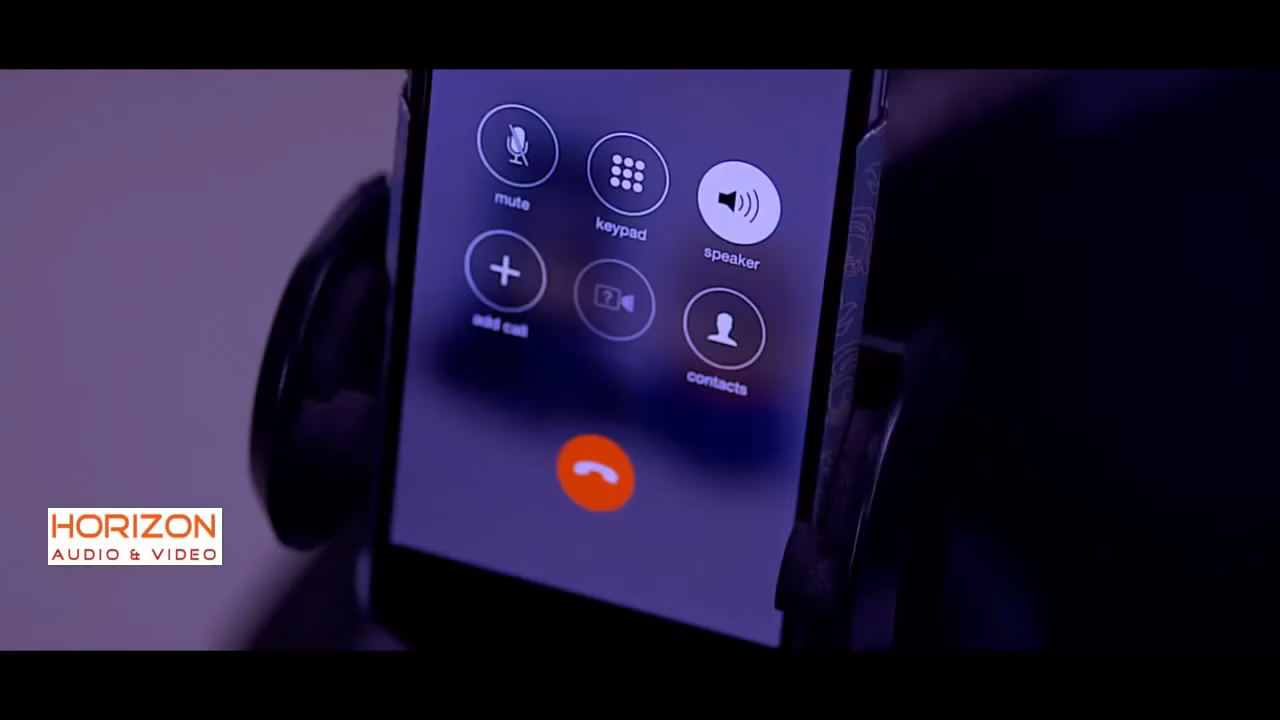 mute
keypad
speaker
add call
?
contacts
HORIZON
AUDIO & VIDEO